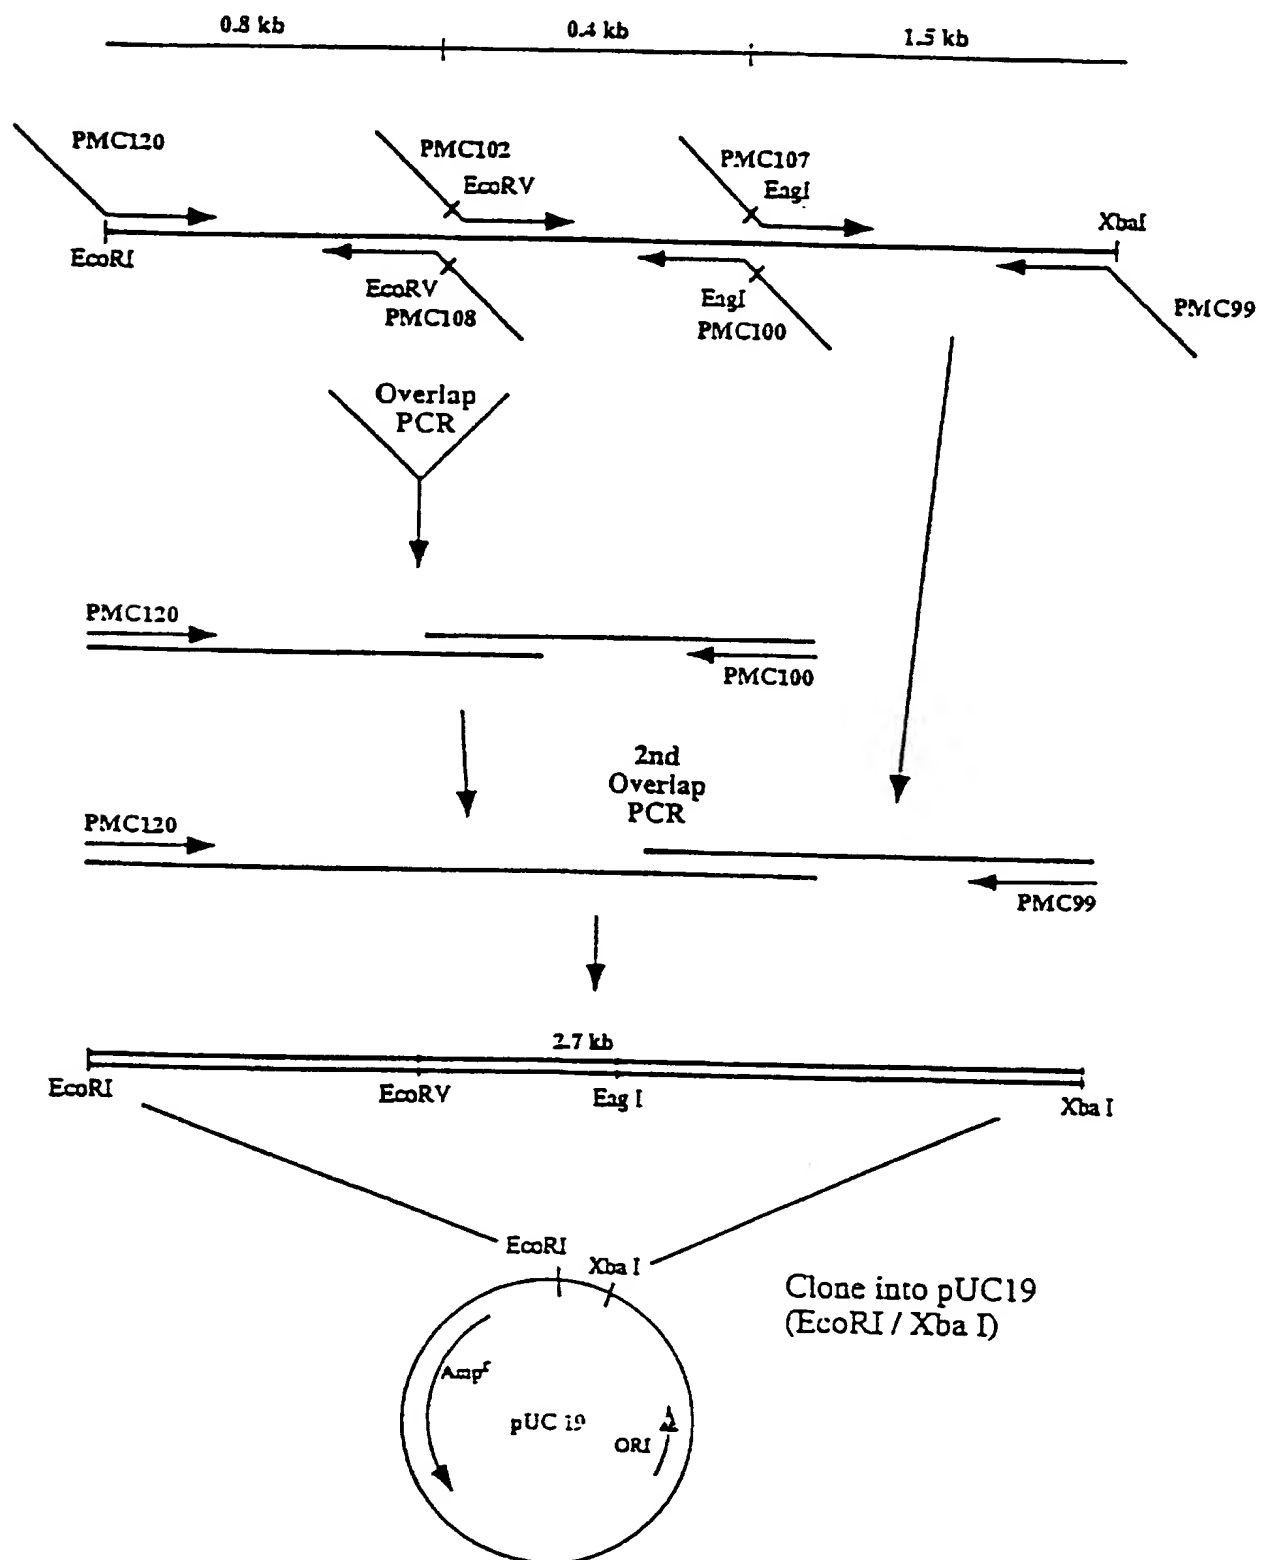 0.8 kb 0.4 kb 1.5 kb
PMC120
PMC102
EcoRV
PMC107
EagI
XbaI
EcoRI
EcoRV
PMC108
EagI
PMC100
PMC99
Overlap
PCR
PMC120
PMC100
2nd
Overlap
PCR
PMC120
PMC99
2.7 kb
EcoRI
EcoRV
Eag I
Xba I
EcoRI
Xba I
Clone into pUC19
(EcoRI / Xba I)
Ampr
pUC 19
ORI